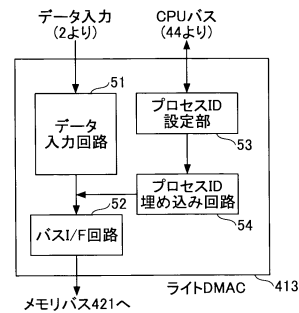 データ入力
(2より)
CPUバス
(44より)
51
データ
入力回路
プロセスID
設定部
53
52
プロセスID
埋め込み回路
54
バスI/F回路
413
メモリバス421へ
ライトDMAC